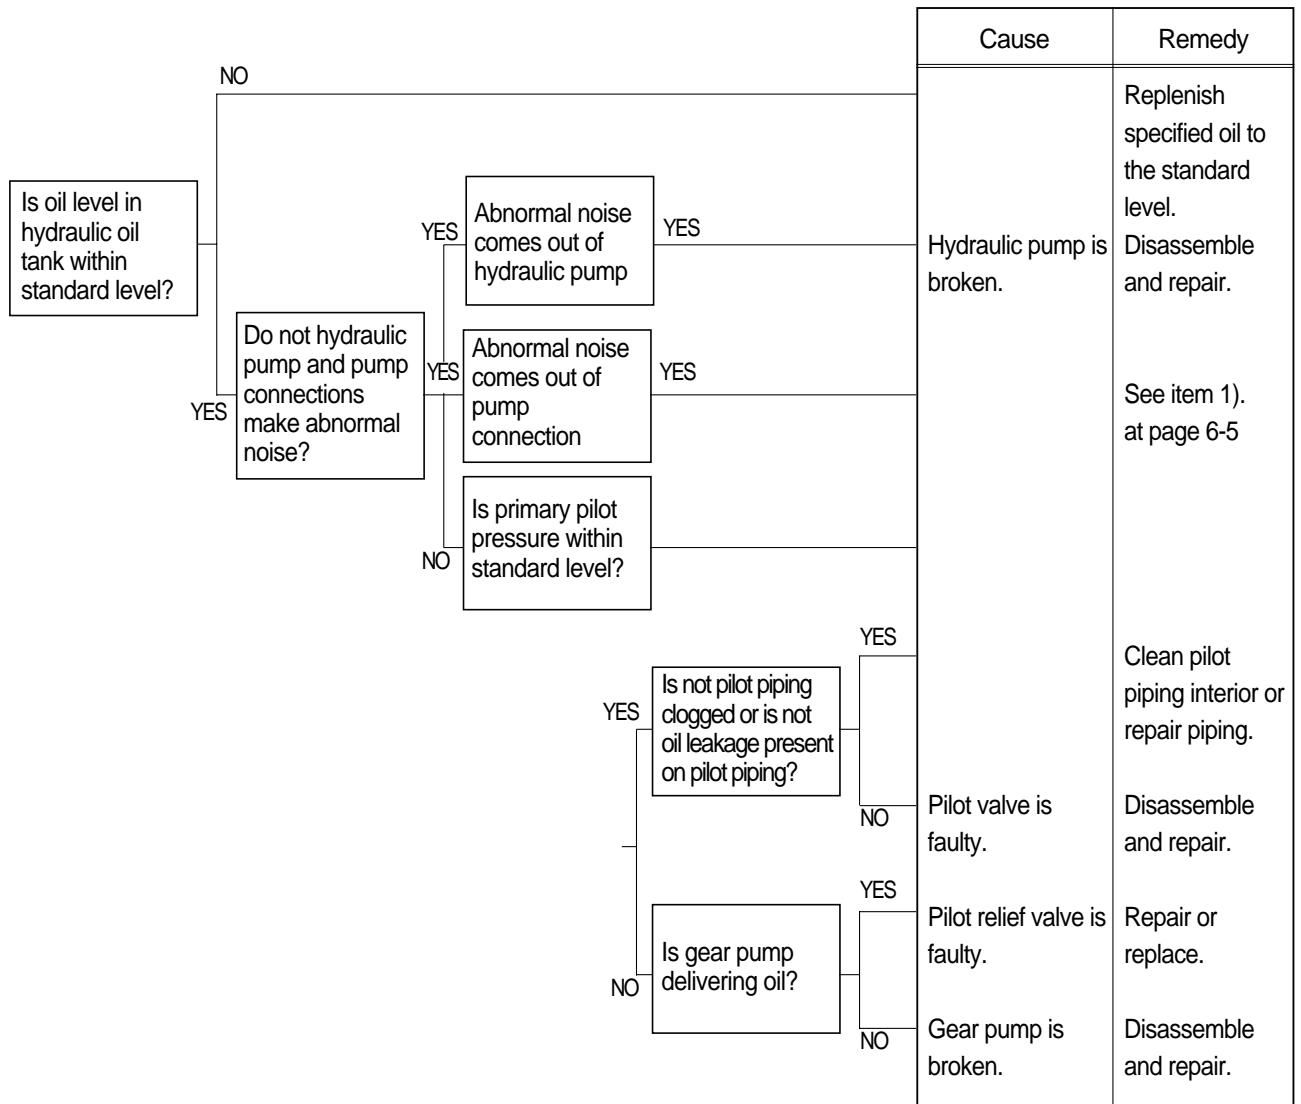 Cause
Remedy
NO
Replenish
specified oil to
the standard
level.
Is oil level in
hydraulic oil
tank within
standard level?
YES
Abnormal noise
comes out of
hydraulic pump
YES
Hydraulic pump is
broken.
Disassemble
and repair.
YES
Do not hydraulic
pump and pump
connections
make abnormal
noise?
YES
Abnormal noise
comes out of
pump
connection
YES
See item 1).
at page 6-5
NO
Is primary pilot
pressure within
standard level?
YES
Is not pilot piping
clogged or is not
oil leakage present
on pilot piping?
YES
Clean pilot
piping interior or
repair piping.
NO
Pilot valve is
faulty.
Disassemble
and repair.
NO
Is gear pump
delivering oil?
YES
Pilot relief valve is
faulty.
Repair or
replace.
NO
Gear pump is
broken.
Disassemble
and repair.